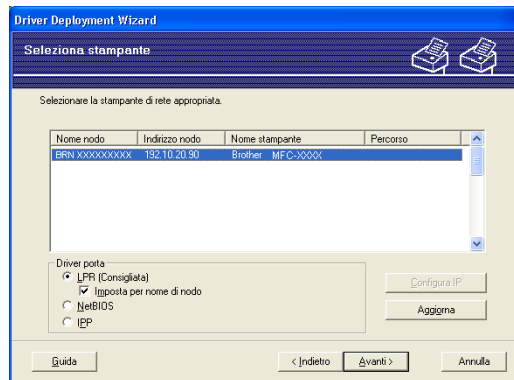 Driver Deployment Wizard
Seleziona stampante
Selezionare la stampante di rete appropriata.
Nome nodo Indirizzo nodo Nome stampante Percorso
BRN XXXXXXXXX 192.10.20.90 Brother MFC-XXXX
Driver porta
LPR (Consigliata)
Imposta per nome di nodo
NetBIOS
IPP
Configura IP
Aggiorna
Guida < Indietro Avanti > Annulla